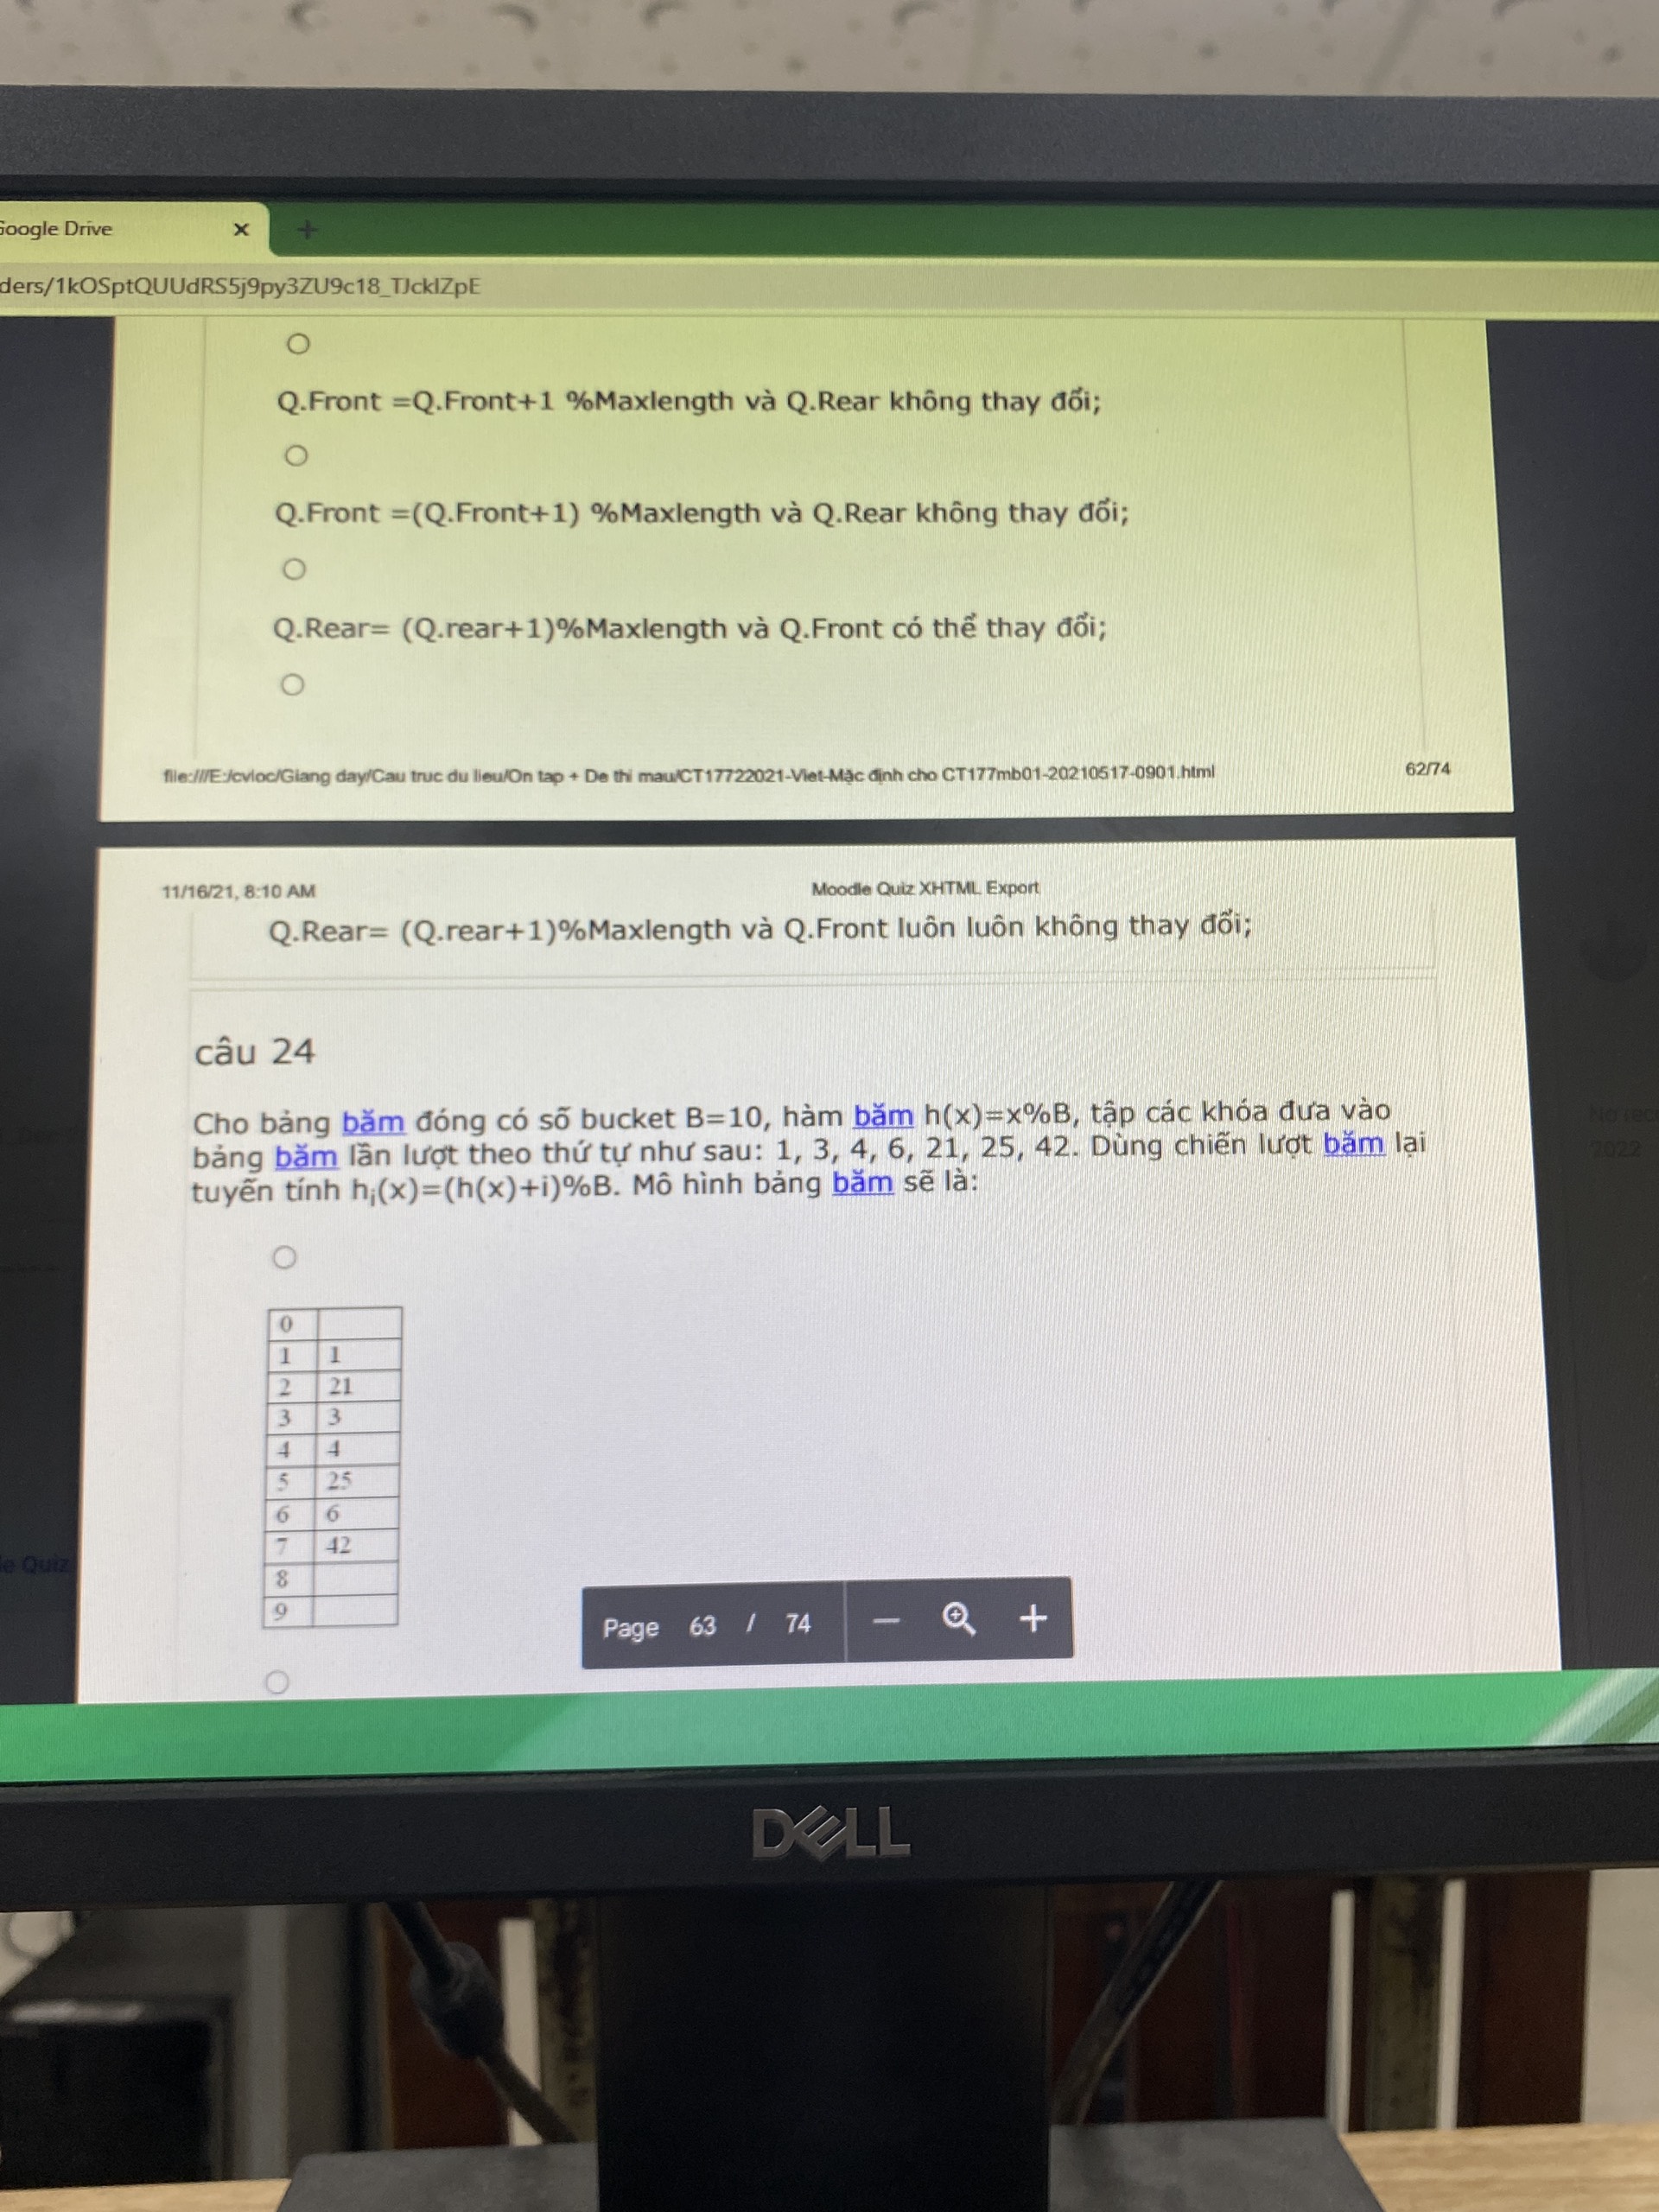 Google Drive
ders/1kOSptQUUdRS5j9py3ZU9c18_TJcklZpE
Q.Front =Q.Front+1 %Maxlength và Q.Rear không thay đổi;
Q.Front =(Q.Front+1) %Maxlength và Q.Rear không thay đổi;
Q.Rear= (Q.rear+1)%Maxlength và Q.Front có thể thay đổi;
file:///E:/cvloc/Giang day/Cau truc du lieu/On tap + De thi mau/CT17722021-Viet-Mặc định cho CT177mb01-20210517-0901.html 62/74
11/16/21, 8:10 AM Moodle Quiz XHTML Export
Q.Rear= (Q.rear+1)%Maxlength và Q.Front luôn luôn không thay đổi;
câu 24
Cho bảng băm đóng có số bucket B=10, hàm băm h(x)=x%B, tập các khóa đưa vào
bảng băm lần lượt theo thứ tự như sau: 1, 3, 4, 6, 21, 25, 42. Dùng chiến lượt băm lại
tuyến tính hᵢ(x)=(h(x)+i)%B. Mô hình bảng băm sẽ là:
0
1 1
2 21
3 3
4 4
5 25
6 6
7 42
8
9
Page 63 / 74
e Quiz
2022
DELL